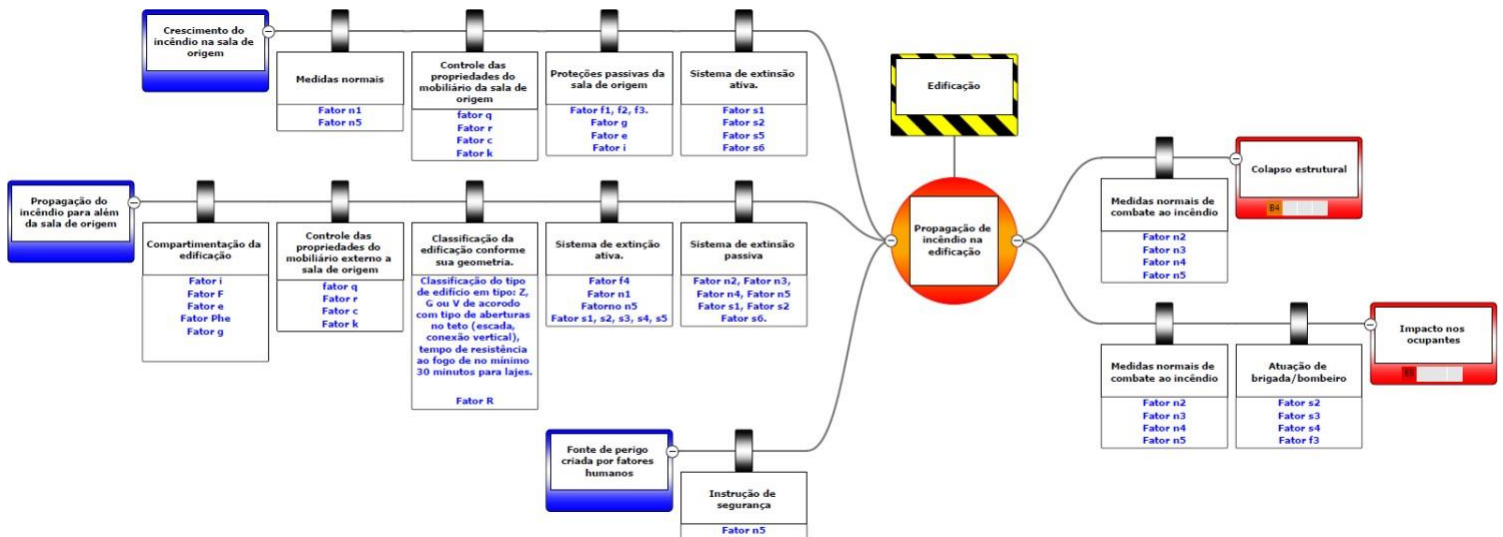 Crescimento do
incêndio na sala de
origem
Medidas normais
Fator n1
Fator n5
Controle das
propriedades do
mobiliário da sala de
origem
fator q
Fator r
Fator c
Fator k
Proteções passivas da
sala de origem
Fator f1, f2, f3.
Fator g
Fator e
Fator i
Sistema de extinsão
ativa.
Fator s1
Fator s2
Fator s5
Fator s6
Edificação
Propagação de
incêndio na
edificação
Propagação do
incêndio para além
da sala de origem
Compartimentação da
edificação
Fator i
Fator F
Fator e
Fator Phe
Fator g
Controle das
propriedades do
mobiliário externo a
sala de origem
fator q
Fator r
Fator c
Fator k
Classificação da
edificação conforme
sua geometria.
Classificação do tipo
de edifício em tipo: Z,
G ou V de acorodo
com tipo de aberturas
no teto (escada,
conexão vertical),
tempo de resistência
ao fogo de no mínimo
30 minutos para lajes.
Fator R
Sistema de extinção
ativa.
Fator f4
Fator n1
Fatorno n5
Fator s1, s2, s3, s4, s5
Sistema de extinsão
passiva
Fator n2, Fator n3,
Fator n4, Fator n5
Fator s1, Fator s2
Fator s6.
Fonte de perigo
criada por fatores
humanos
Instrução de
segurança
Fator n5
Medidas normais de
combate ao incêndio
Fator n2
Fator n3
Fator n4
Fator n5
Colapso estrutural
B4
Medidas normais de
combate ao incêndio
Fator n2
Fator n3
Fator n4
Fator n5
Atuação de
brigada/bombeiro
Fator s2
Fator s3
Fator s4
Fator f3
Impacto nos
ocupantes